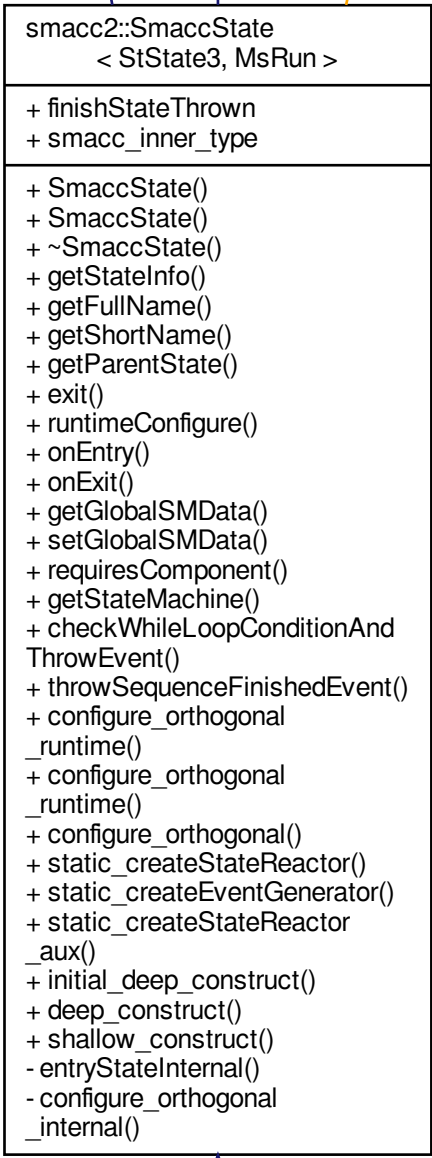 smacc2::SmaccState
< StState3, MsRun >
+ finishStateThrown
+ smacc_inner_type
+ SmaccState()
+ SmaccState()
+ ~SmaccState()
+ getStateInfo()
+ getFullName()
+ getShortName()
+ getParentState()
+ exit()
+ runtimeConfigure()
+ onEntry()
+ onExit()
+ getGlobalSMData()
+ setGlobalSMData()
+ requiresComponent()
+ getStateMachine()
+ checkWhileLoopConditionAnd
ThrowEvent()
+ throwSequenceFinishedEvent()
+ configure_orthogonal
_runtime()
+ configure_orthogonal
_runtime()
+ configure_orthogonal()
+ static_createStateReactor()
+ static_createEventGenerator()
+ static_createStateReactor
_aux()
+ initial_deep_construct()
+ deep_construct()
+ shallow_construct()
- entryStateInternal()
- configure_orthogonal
_internal()